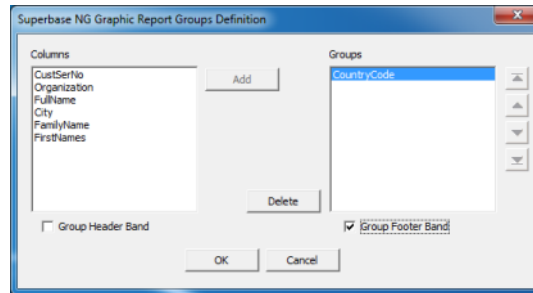 Superbase NG Graphic Report Groups Definition
Columns
Groups
CustSerNo
Organization
FullName
City
FamilyName
FirstNames
Add
CountryCode
Delete
Group Header Band
Group Footer Band
OK
Cancel